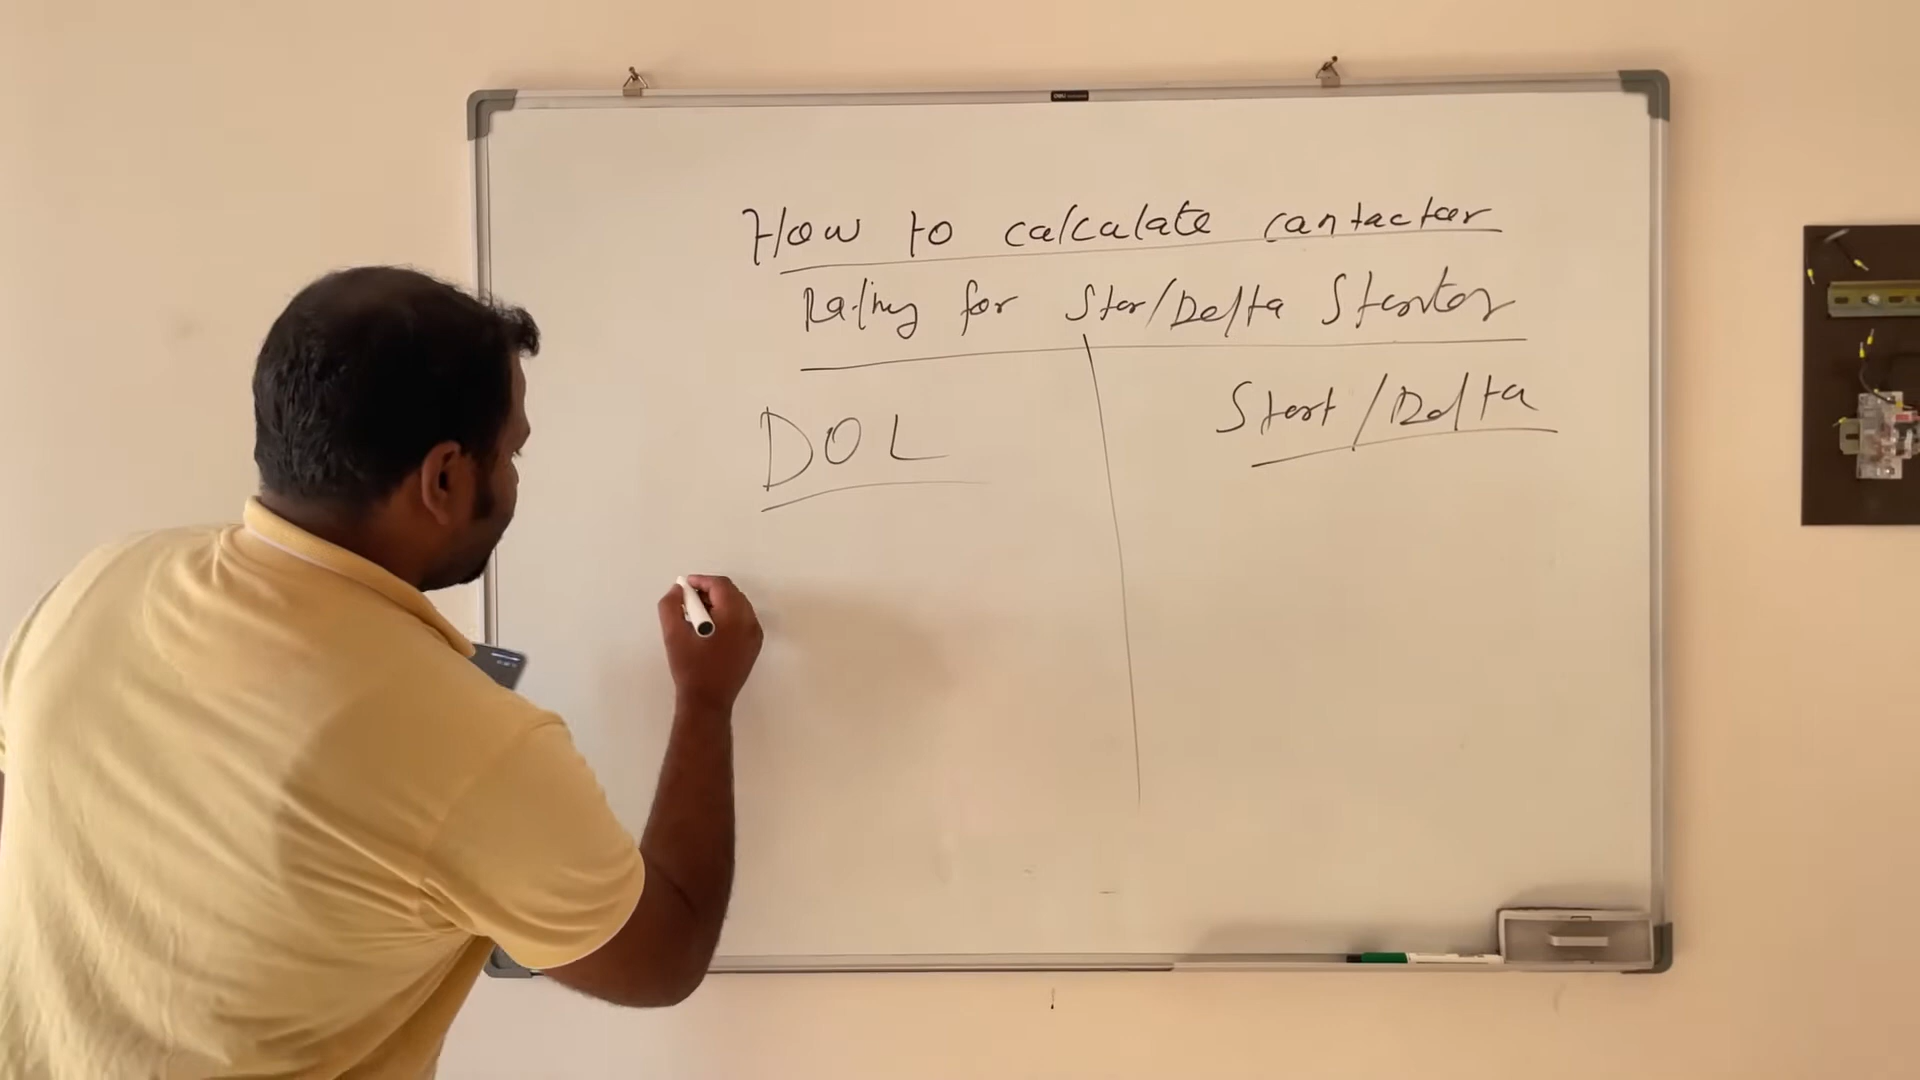 How to calculate cantactor
Rating for Star/Delta Starter
DOL
Start/Delta